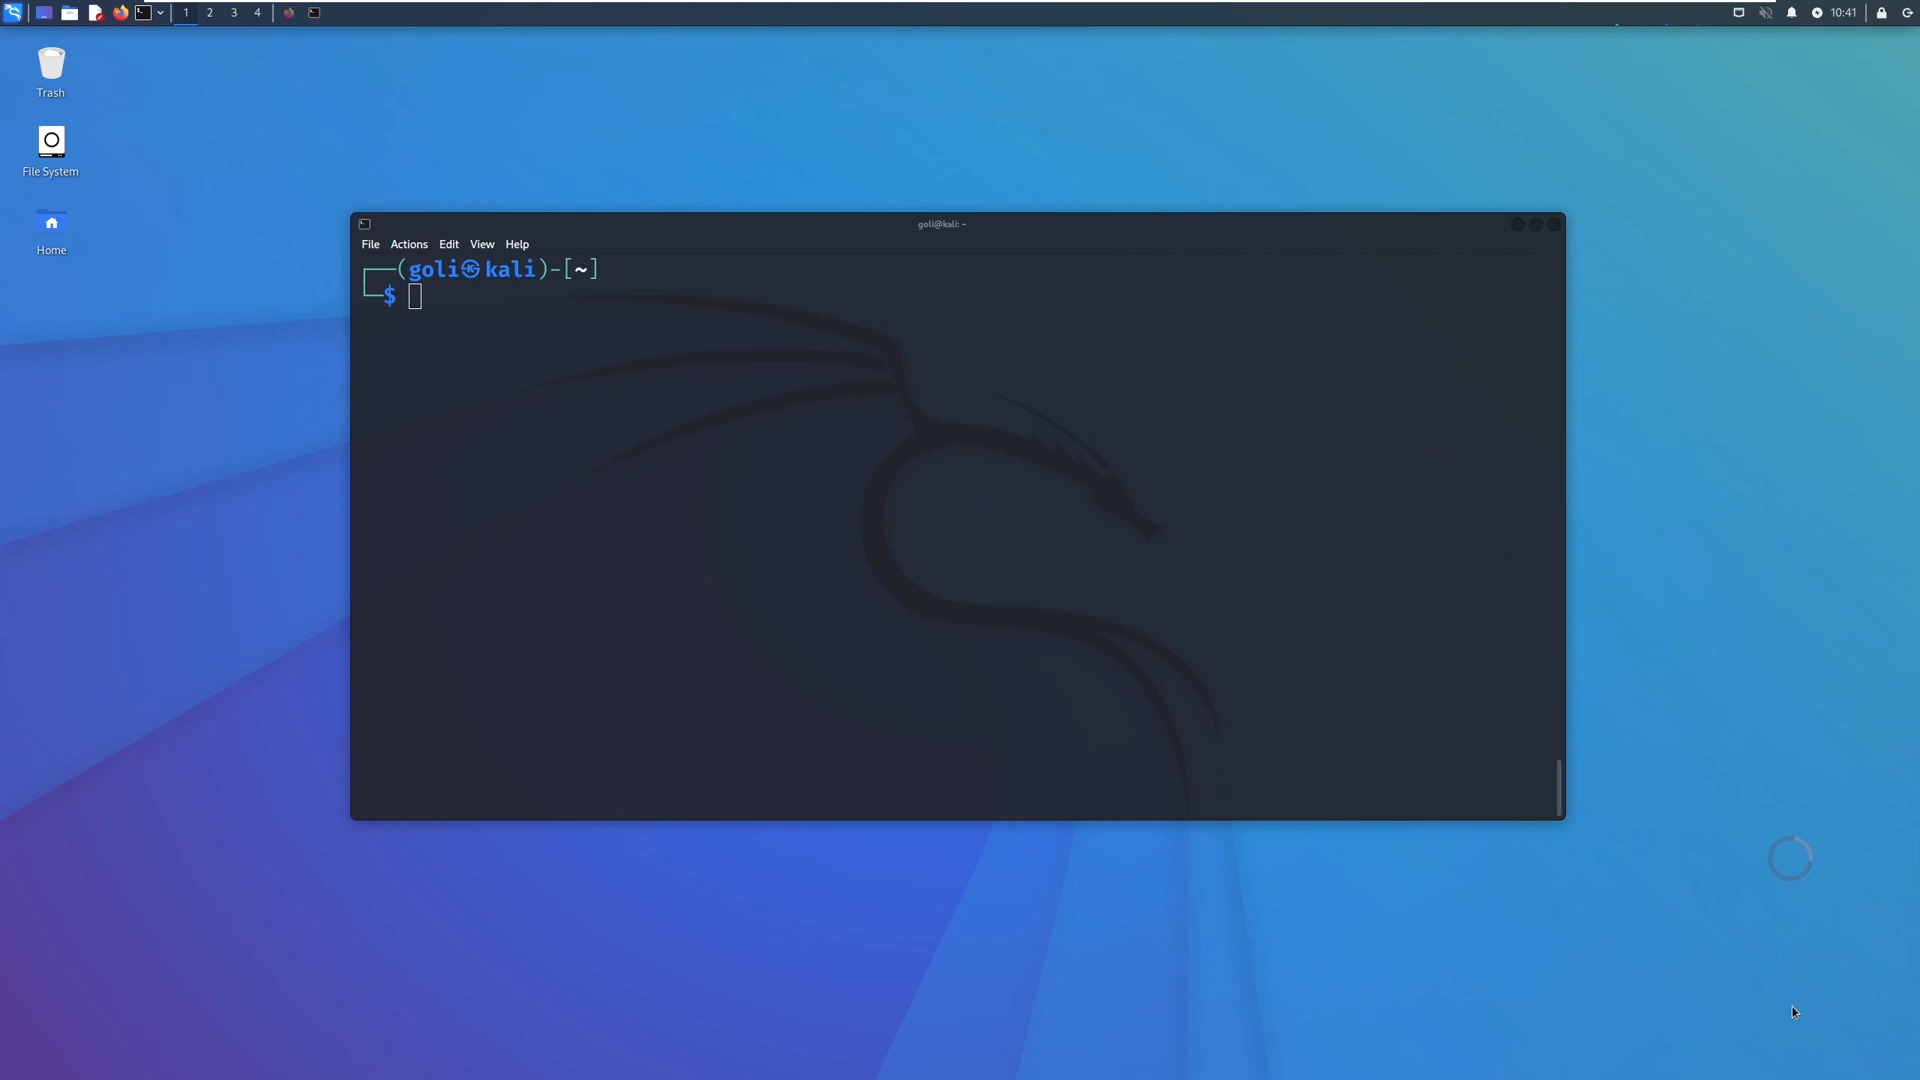 1 2 3 4 10:41
Trash
File System
Home
goli@kali: ~
File Actions Edit View Help
┌──(goli㉿kali)-[~]
└─$